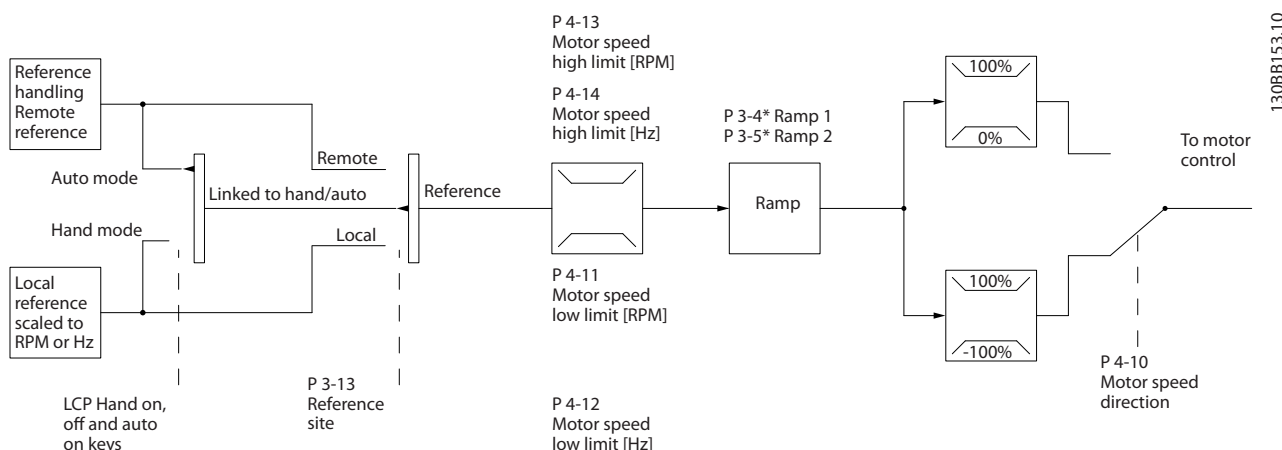 P 4-13
Motor speed
high limit [RPM]
P 4-14
Motor speed
high limit [Hz]
130BB153.10
Reference
handling
Remote
reference
Auto mode
Hand mode
Local
reference
scaled to
RPM or Hz
LCP Hand on,
off and auto
on keys
Linked to hand/auto
Remote
Local
P 3-13
Reference
site
Reference
P 4-11
Motor speed
low limit [RPM]
P 4-12
Motor speed
low limit [Hz]
P 3-4* Ramp 1
P 3-5* Ramp 2
Ramp
100%
0%
100%
-100%
To motor
control
P 4-10
Motor speed
direction